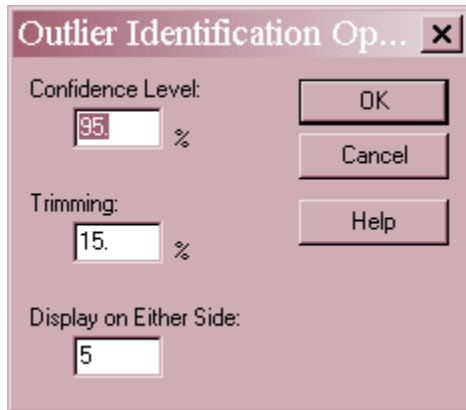 Outlier Identification Op...
Confidence Level:
95. %
OK
Cancel
Trimming:
15. %
Help
Display on Either Side:
5